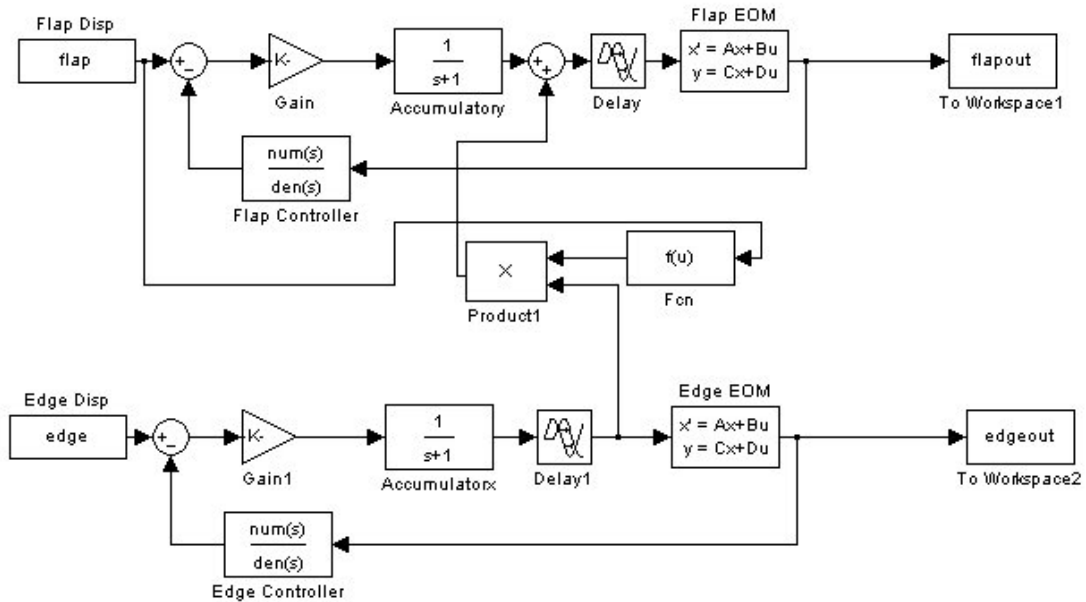 Flap Disp
flap
+
−
K-
Gain
1
s+1
Accumulatory
+
+
Delay
Flap EOM
x' = Ax+Bu
y = Cx+Du
flapout
To Workspace1
num(s)
den(s)
Flap Controller
×
Product1
f(u)
Fcn
Edge Disp
edge
+
−
K-
Gain1
1
s+1
Accumulatorx
Delay1
Edge EOM
x' = Ax+Bu
y = Cx+Du
edgeout
To Workspace2
num(s)
den(s)
Edge Controller